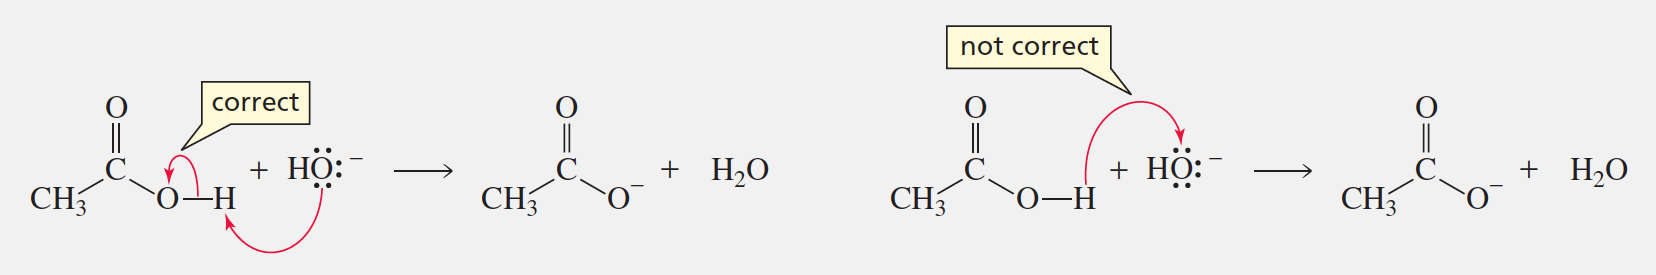 not correct
correct
O O O O
C + HO:⁻ ⟶ C + H₂O C + HO:⁻ ⟶ C + H₂O
CH₃ O—H CH₃ O⁻ CH₃ O—H CH₃ O⁻